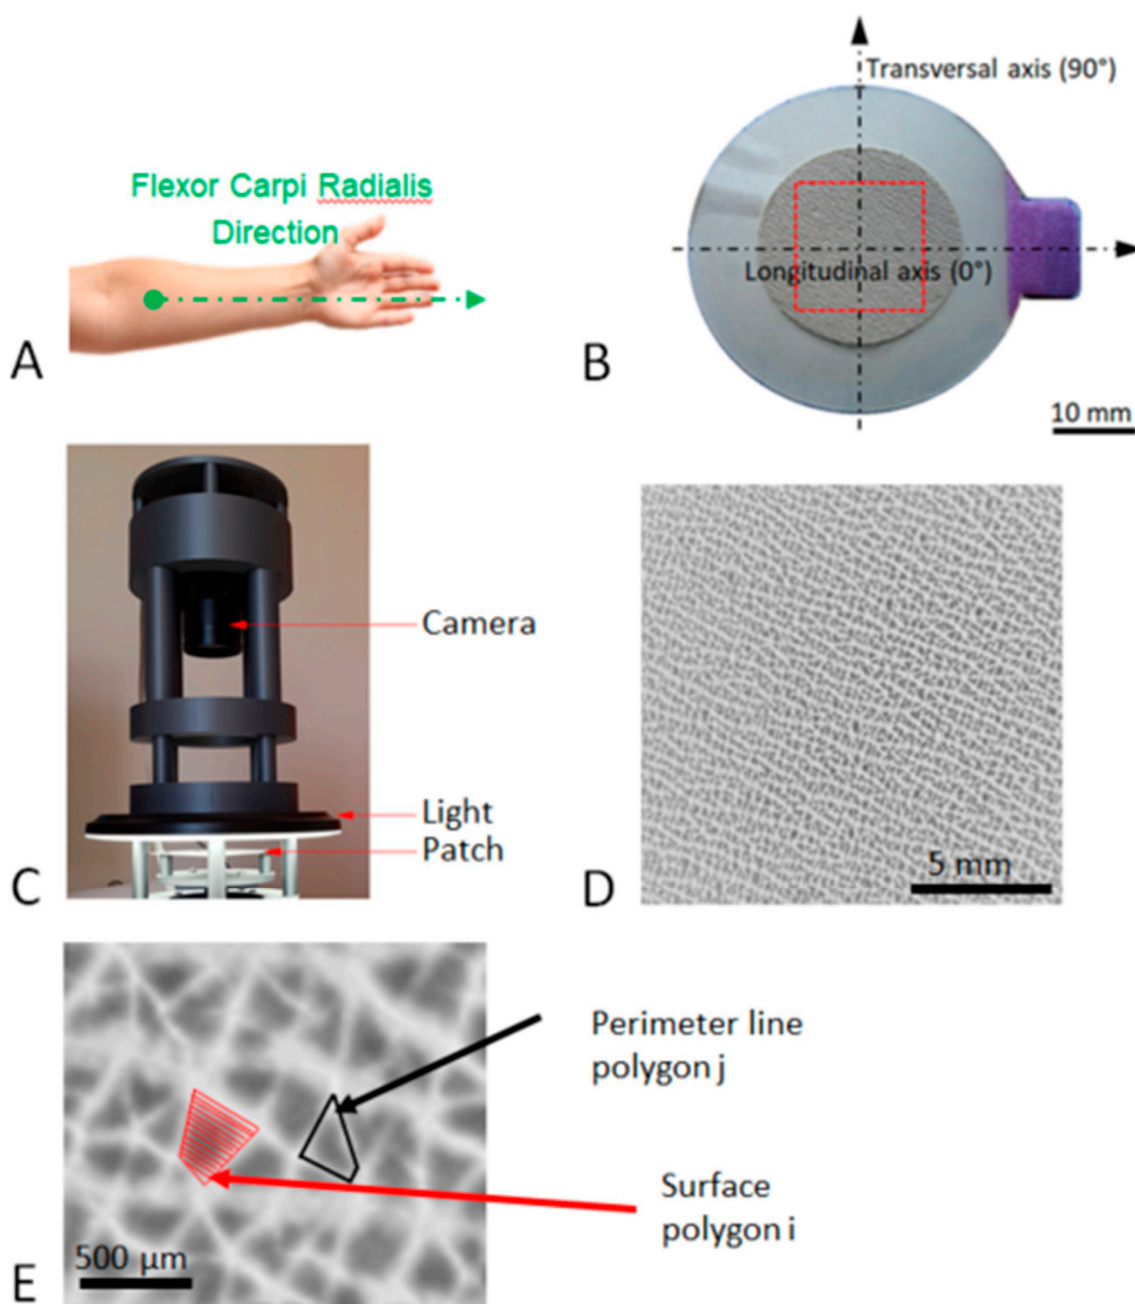 Flexor Carpi Radialis
Direction
A
Transversal axis (90°)
Longitudinal axis (0°)
B
10 mm
Camera
Light
Patch
C
5 mm
D
Perimeter line
polygon j
Surface
polygon i
500 µm
E